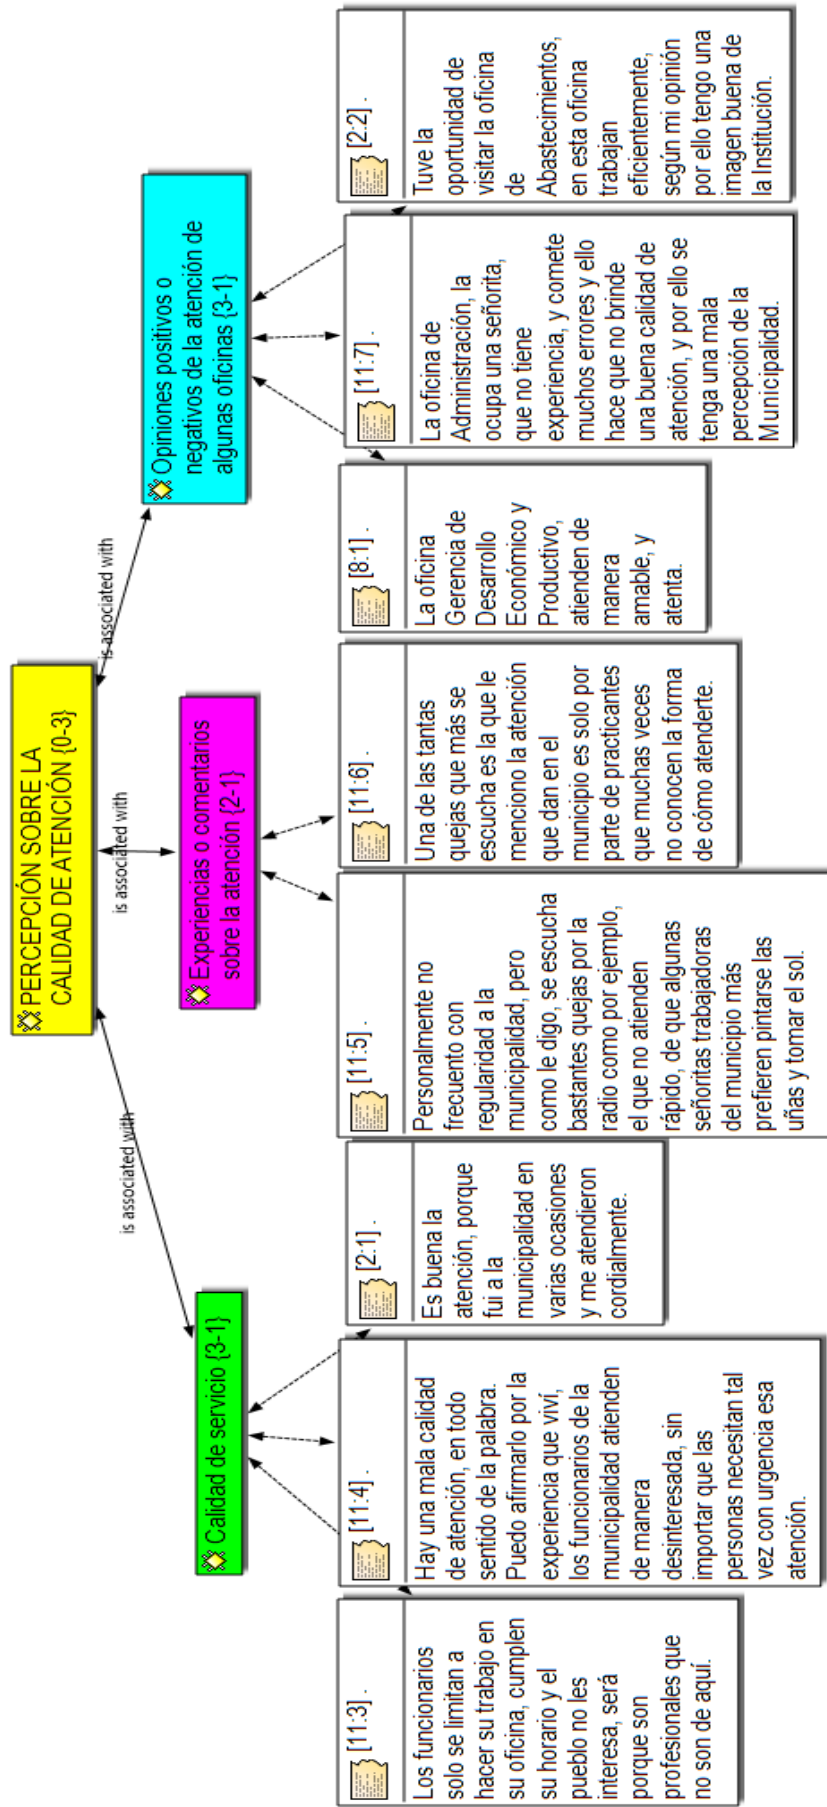 PERCEPCIÓN SOBRE LA
CALIDAD DE ATENCIÓN {0-3}
is associated with
is associated with
is associated with
Calidad de servicio {3-1}
Experiencias o comentarios
sobre la atención {2-1}
Opiniones positivos o
negativos de la atención de
algunas oficinas {3-1}
[11:3] .
Los funcionarios
solo se limitan a
hacer su trabajo en
su oficina, cumplen
su horario y el
pueblo no les
interesa, será
porque son
profesionales que
no son de aquí.
[11:4] .
Hay una mala calidad
de atención, en todo
sentido de la palabra.
Puedo afirmarlo por la
experiencia que viví,
los funcionarios de la
municipalidad atienden
de manera
desinteresada, sin
importar que las
personas necesitan tal
vez con urgencia esa
atención.
[2:1] .
Es buena la
atención, porque
fui a la
municipalidad en
varias ocasiones
y me atendieron
cordialmente.
[11:5] .
Personalmente no
frecuento con
regularidad a la
municipalidad, pero
como le digo, se escucha
bastantes quejas por la
radio como por ejemplo,
el que no atienden
rápido, de que algunas
señoritas trabajadoras
del municipio más
prefieren pintarse las
uñas y tomar el sol.
[11:6] .
Una de las tantas
quejas que más se
escucha es la que le
menciono la atención
que dan en el
municipio es solo por
parte de practicantes
que muchas veces
no conocen la forma
de cómo atenderte.
[8:1] .
La oficina
Gerencia de
Desarrollo
Económico y
Productivo,
atienden de
manera
amable, y
atenta.
[11:7] .
La oficina de
Administración, la
ocupa una señorita,
que no tiene
experiencia, y comete
muchos errores y ello
hace que no brinde
una buena calidad de
atención, y por ello se
tenga una mala
percepción de la
Municipalidad.
[2:2] .
Tuve la
oportunidad de
visitar la oficina
de
Abastecimientos,
en esta oficina
trabajan
eficientemente,
según mi opinión
por ello tengo una
imagen buena de
la Institución.